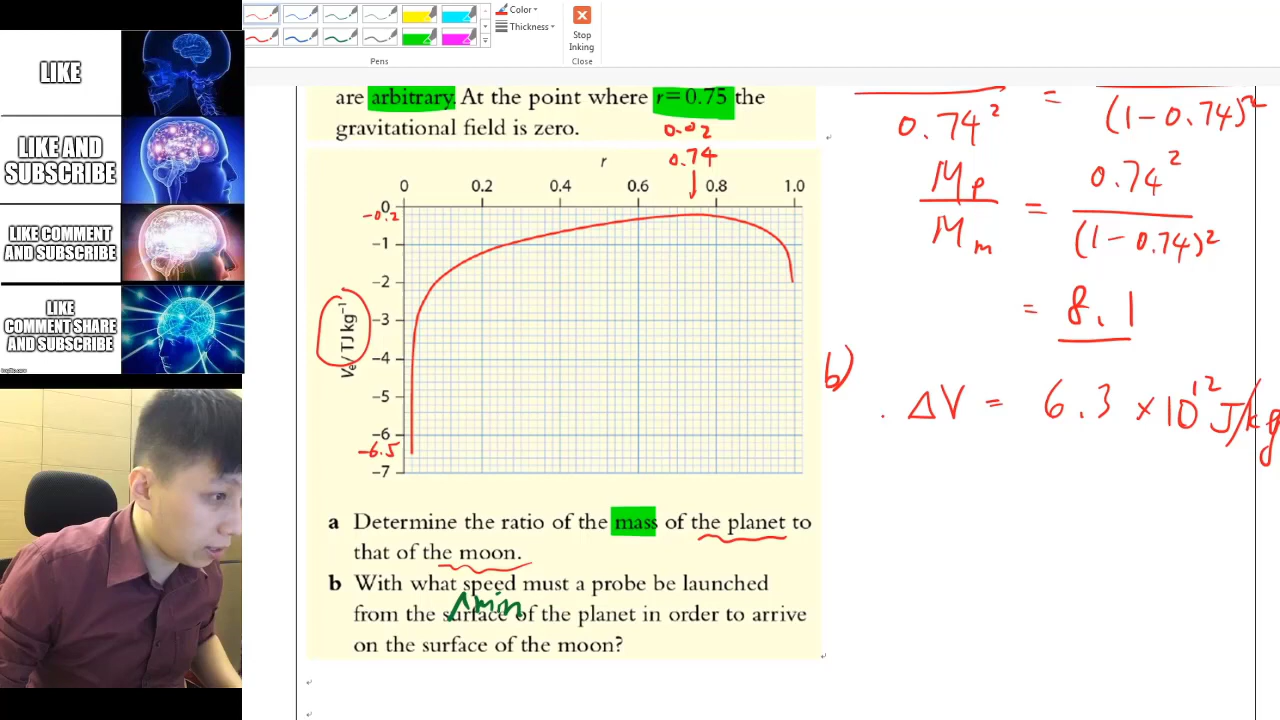 Color
Thickness
Stop
Inking
Pens
Close
LIKE
LIKE AND
SUBSCRIBE
LIKE COMMENT
AND SUBSCRIBE
LIKE
COMMENT SHARE
AND SUBSCRIBE
imgflip.com
are arbitrary. At the point where r = 0.75 the
gravitational field is zero.
0.02
0.74
r
0 0.2 0.4 0.6 0.8 1.0
0
-0.2
-1
-2
-3
-4
-5
-6
-6.5
-7
Ve/TJ kg⁻¹
a Determine the ratio of the mass of the planet to
that of the moon.
b With what speed must a probe be launched
min
from the surface of the planet in order to arrive
on the surface of the moon?
0.74² = (1-0.74)²
Mp/Mm = 0.74²/(1-0.74)²
= 8.1
b)
. ΔV = 6.3 × 10¹² J/kg